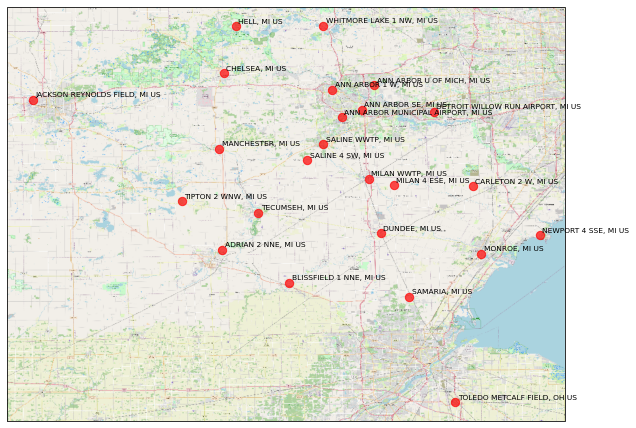 HELL, MI US
WHITMORE LAKE 1 NW, MI US
CHELSEA, MI US
ANN ARBOR U OF MICH, MI US
ANN ARBOR 1 W, MI US
JACKSON REYNOLDS FIELD, MI US
ANN ARBOR SE, MI US
DETROIT WILLOW RUN AIRPORT, MI US
ANN ARBOR MUNICIPAL AIRPORT, MI US
SALINE WWTP, MI US
MANCHESTER, MI US
SALINE 4 SW, MI US
MILAN WWTP, MI US
MILAN 4 ESE, MI US
CARLETON 2 W, MI US
TIPTON 2 WNW, MI US
TECUMSEH, MI US
DUNDEE, MI US
NEWPORT 4 SSE, MI US
ADRIAN 2 NNE, MI US
MONROE, MI US
BLISSFIELD 1 NNE, MI US
SAMARIA, MI US
TOLEDO METCALF FIELD, OH US